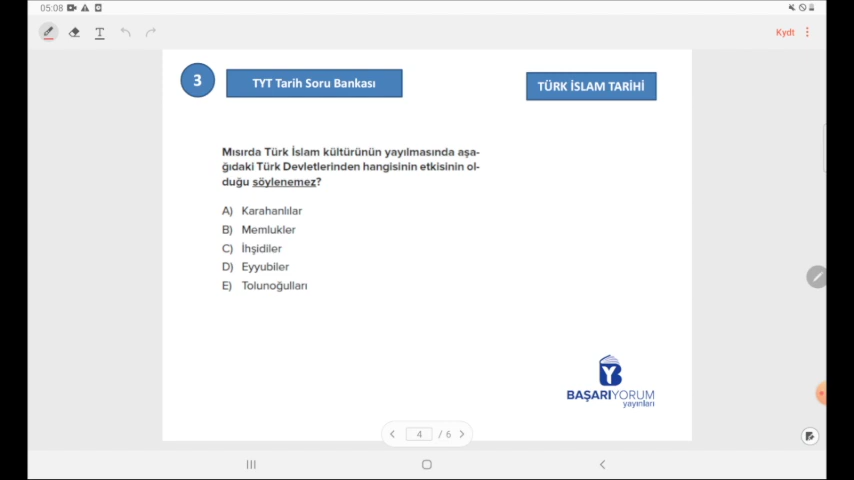 05:08
Kydt
3
TYT Tarih Soru Bankası
TÜRK İSLAM TARİHİ
Mısırda Türk İslam kültürünün yayılmasında aşa-
ğıdaki Türk Devletlerinden hangisinin etkisinin ol-
duğu söylenemez?
A) Karahanlılar
B) Memlukler
C) İhşidiler
D) Eyyubiler
E) Tolunoğulları
BAŞARIYORUM
yayınları
4 / 6